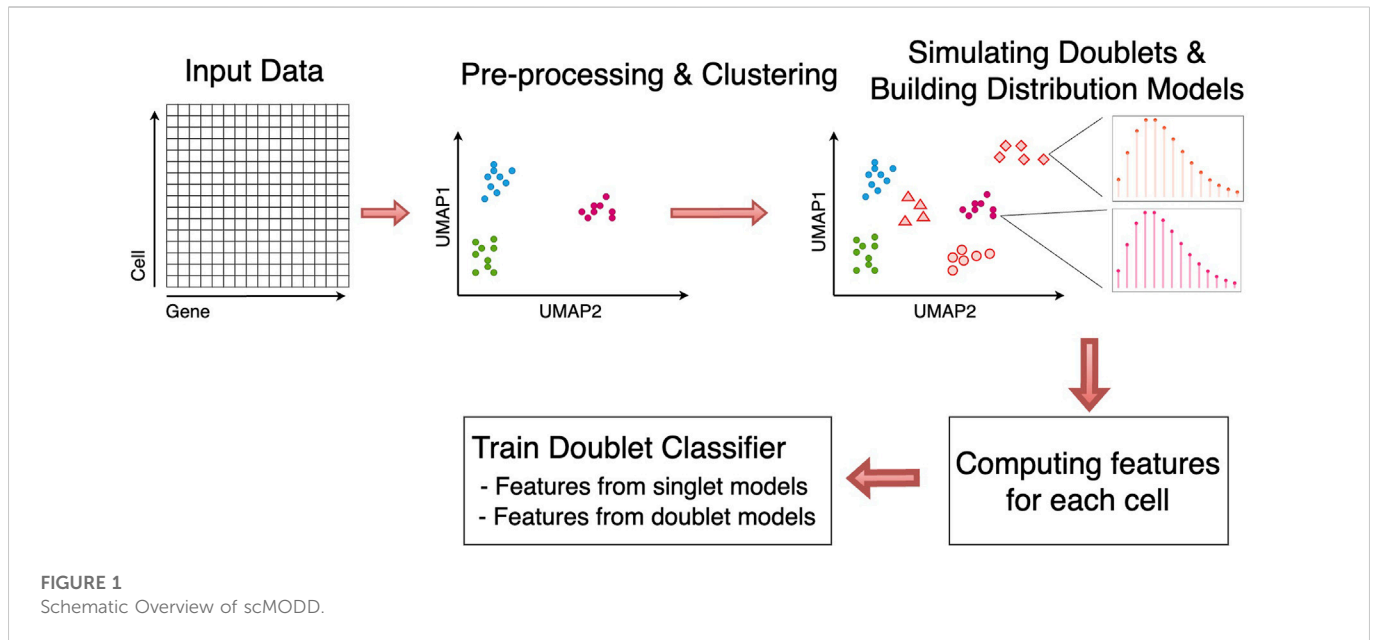 Input Data
Cell
Gene
Pre-processing & Clustering
UMAP1
UMAP2
Simulating Doublets &
Building Distribution Models
UMAP1
UMAP2
Computing features
for each cell
Train Doublet Classifier
- Features from singlet models
- Features from doublet models
FIGURE 1
Schematic Overview of scMODD.